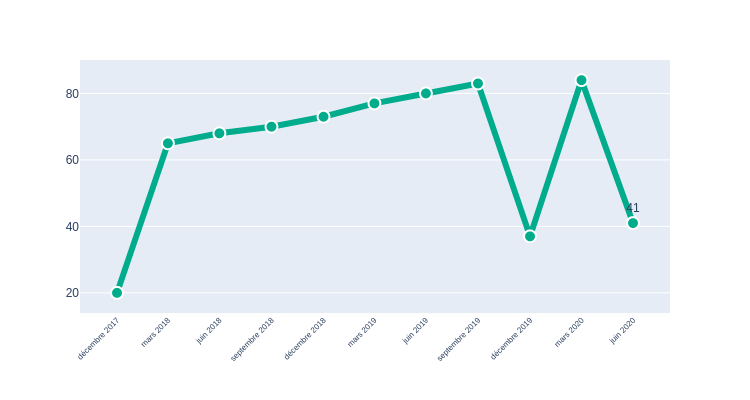 80
60
40
20
41
décembre 2017
mars 2018
juin 2018
septembre 2018
décembre 2018
mars 2019
juin 2019
septembre 2019
décembre 2019
mars 2020
juin 2020